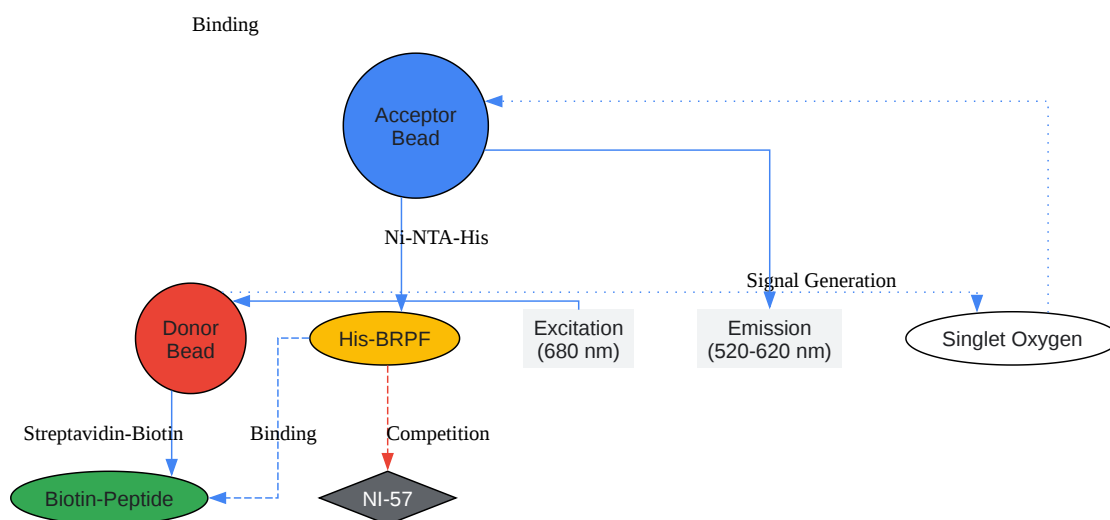 Binding
Acceptor
Bead
Ni-NTA-His
Signal Generation
Donor
Bead
His-BRPF
Excitation
(680 nm)
Emission
(520-620 nm)
Singlet Oxygen
Streptavidin-Biotin
Binding
Competition
Biotin-Peptide
NI-57